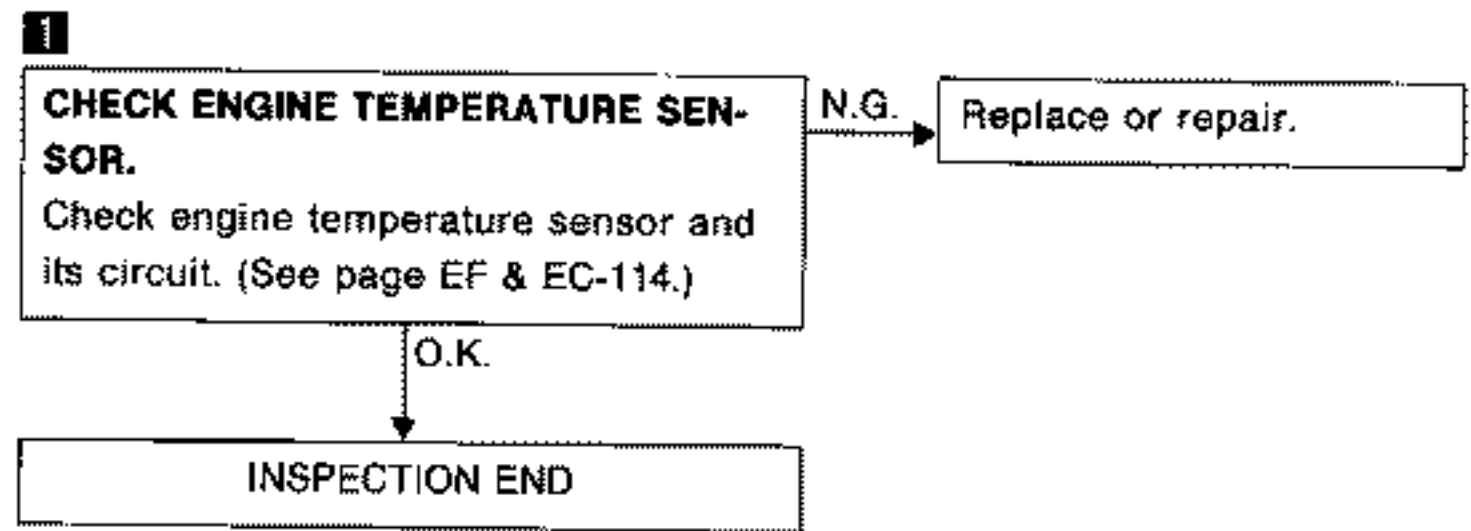 1
CHECK ENGINE TEMPERATURE SEN-
SOR.
Check engine temperature sensor and
its circuit. (See page EF & EC-114.)
N.G.
Replace or repair.
O.K.
INSPECTION END